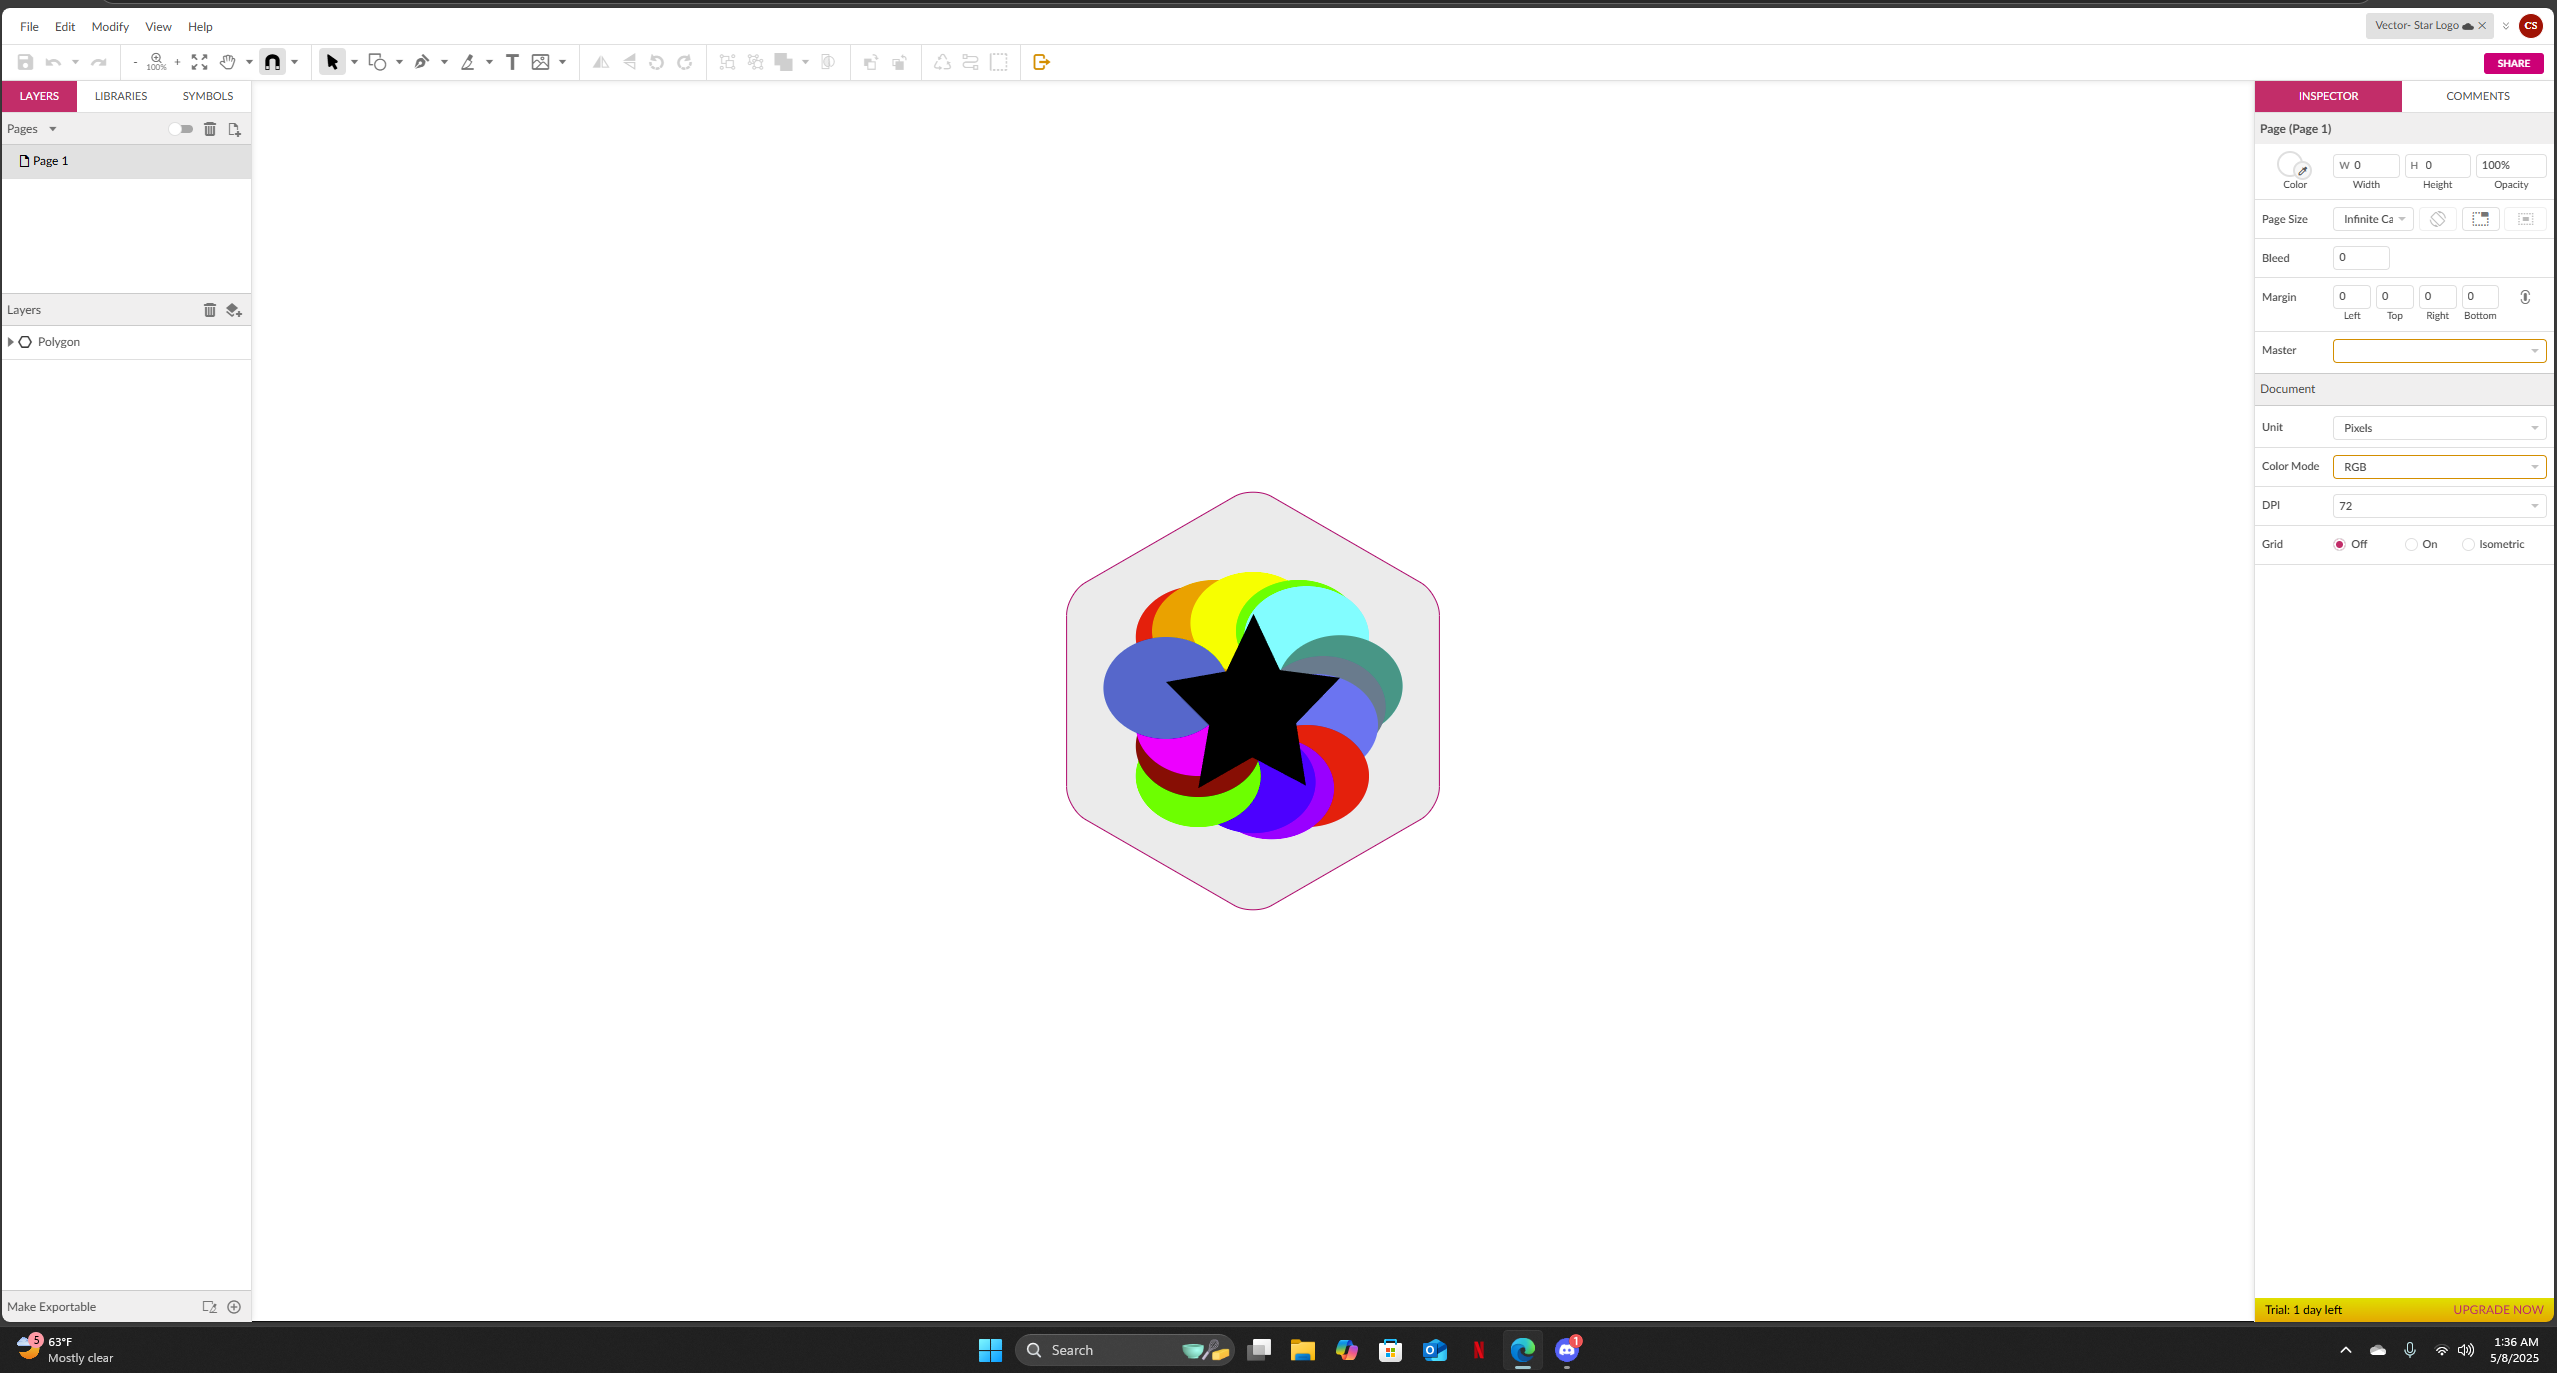 File Edit Modify View Help
Vector- Star Logo
CS
- 100% +
SHARE
LAYERS LIBRARIES SYMBOLS
Pages
Page 1
Layers
Polygon
Make Exportable
INSPECTOR COMMENTS
Page (Page 1)
W 0 H 0 100%
Color Width Height Opacity
Page Size Infinite Ca
Bleed 0
Margin 0 0 0 0
Left Top Right Bottom
Master
Document
Unit Pixels
Color Mode RGB
DPI 72
Grid Off On Isometric
Trial: 1 day left UPGRADE NOW
5 63°F
Mostly clear
Search
N
1
1:36 AM
5/8/2025